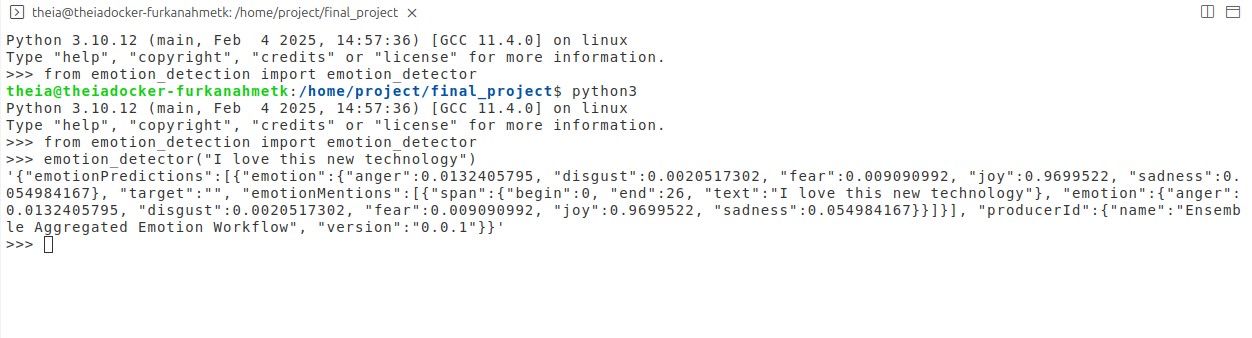 theia@theiadocker-furkanahmetk: /home/project/final_project
Python 3.10.12 (main, Feb  4 2025, 14:57:36) [GCC 11.4.0] on linux
Type "help", "copyright", "credits" or "license" for more information.
>>> from emotion_detection import emotion_detector
theia@theiadocker-furkanahmetk:/home/project/final_project$ python3
Python 3.10.12 (main, Feb  4 2025, 14:57:36) [GCC 11.4.0] on linux
Type "help", "copyright", "credits" or "license" for more information.
>>> from emotion_detection import emotion_detector
>>> emotion_detector("I love this new technology")
'{"emotionPredictions":[{"emotion":{"anger":0.0132405795, "disgust":0.0020517302, "fear":0.009090992, "joy":0.9699522, "sadness":0.
054984167}, "target":"", "emotionMentions":[{"span":{"begin":0, "end":26, "text":"I love this new technology"}, "emotion":{"anger":
0.0132405795, "disgust":0.0020517302, "fear":0.009090992, "joy":0.9699522, "sadness":0.054984167}}]}], "producerId":{"name":"Ensemb
le Aggregated Emotion Workflow", "version":"0.0.1"}}'
>>>